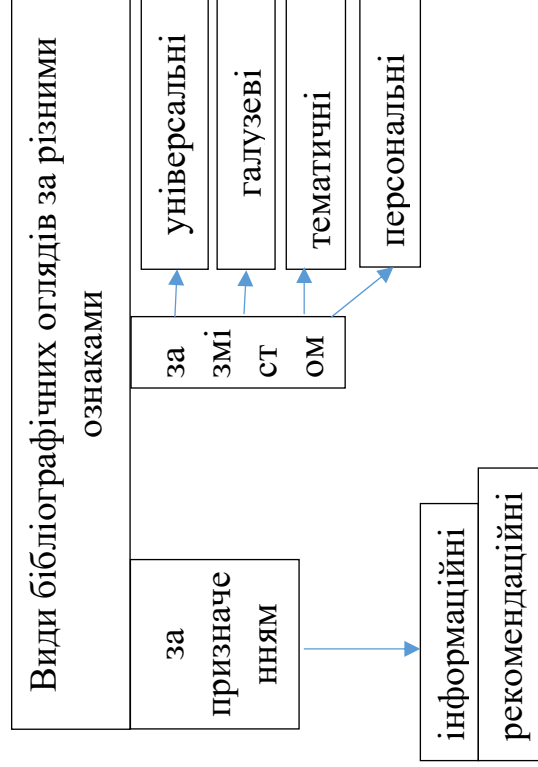 Види бібліографічних оглядів за різними
ознаками
за
призначе
нням
інформаційні
рекомендаційні
за
змі
ст
ом
універсальні
галузеві
тематичні
персональні